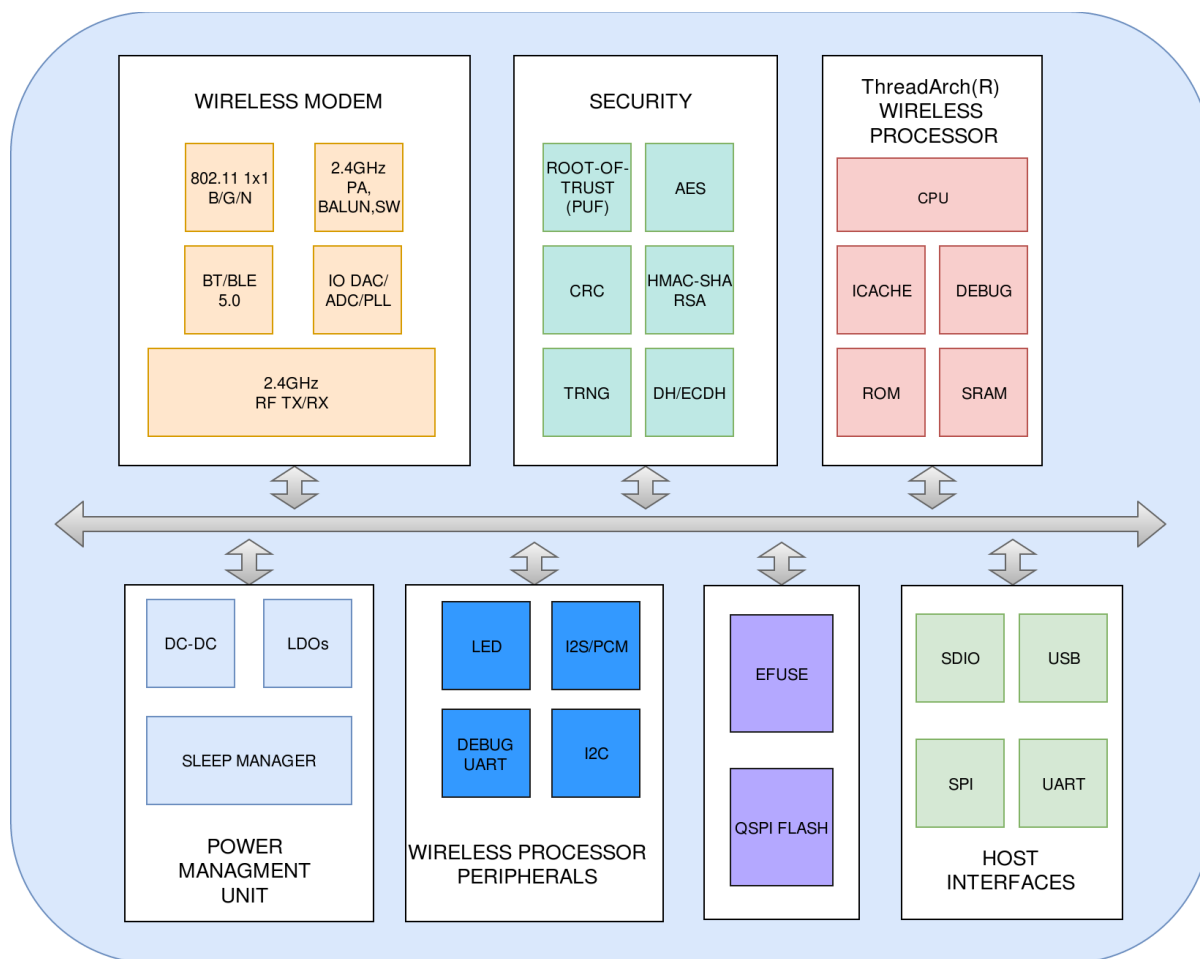 WIRELESS MODEM
802.11 1x1
B/G/N
2.4GHz
PA,
BALUN,SW
BT/BLE
5.0
IO DAC/
ADC/PLL
2.4GHz
RF TX/RX
SECURITY
ROOT-OF-
TRUST
(PUF)
AES
CRC
HMAC-SHA
RSA
TRNG
DH/ECDH
ThreadArch(R)
WIRELESS
PROCESSOR
CPU
ICACHE
DEBUG
ROM
SRAM
DC-DC
LDOs
SLEEP MANAGER
POWER
MANAGMENT
UNIT
LED
I2S/PCM
DEBUG
UART
I2C
WIRELESS PROCESSOR
PERIPHERALS
EFUSE
QSPI FLASH
SDIO
USB
SPI
UART
HOST
INTERFACES